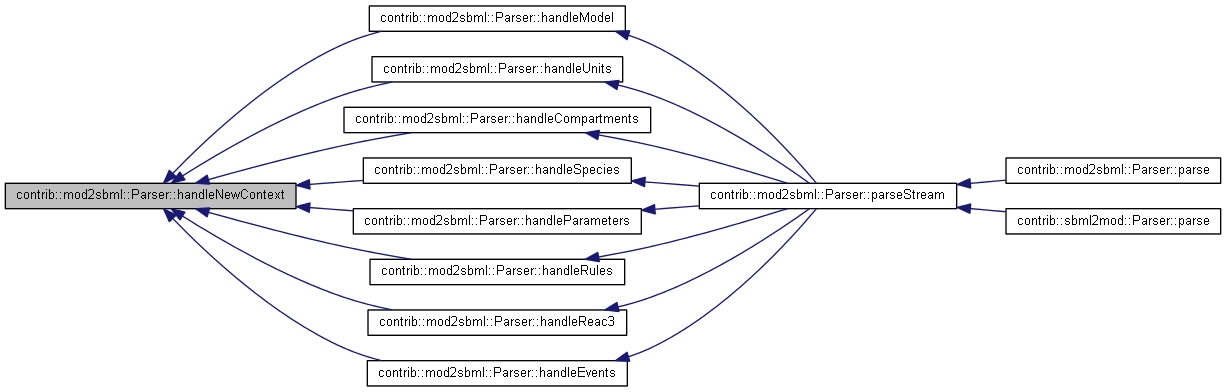 contrib::mod2sbml::Parser::handleModel
contrib::mod2sbml::Parser::handleUnits
contrib::mod2sbml::Parser::handleCompartments
contrib::mod2sbml::Parser::handleSpecies
contrib::mod2sbml::Parser::parse
contrib::mod2sbml::Parser::handleNewContext
contrib::mod2sbml::Parser::parseStream
contrib::mod2sbml::Parser::handleParameters
contrib::sbml2mod::Parser::parse
contrib::mod2sbml::Parser::handleRules
contrib::mod2sbml::Parser::handleReac3
contrib::mod2sbml::Parser::handleEvents